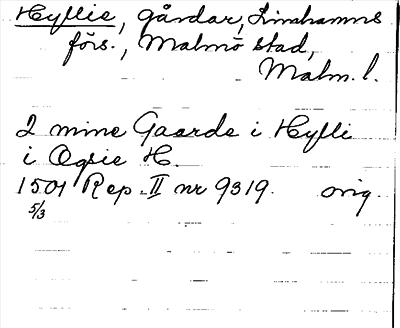 Hyllie, gårdar, Limhamns
förs., Malmö stad,
Malm. l.
2 mine Gaarde i Hylli
i Ogsie H.
1501 Rep. II nr 9319. orig.
5/3